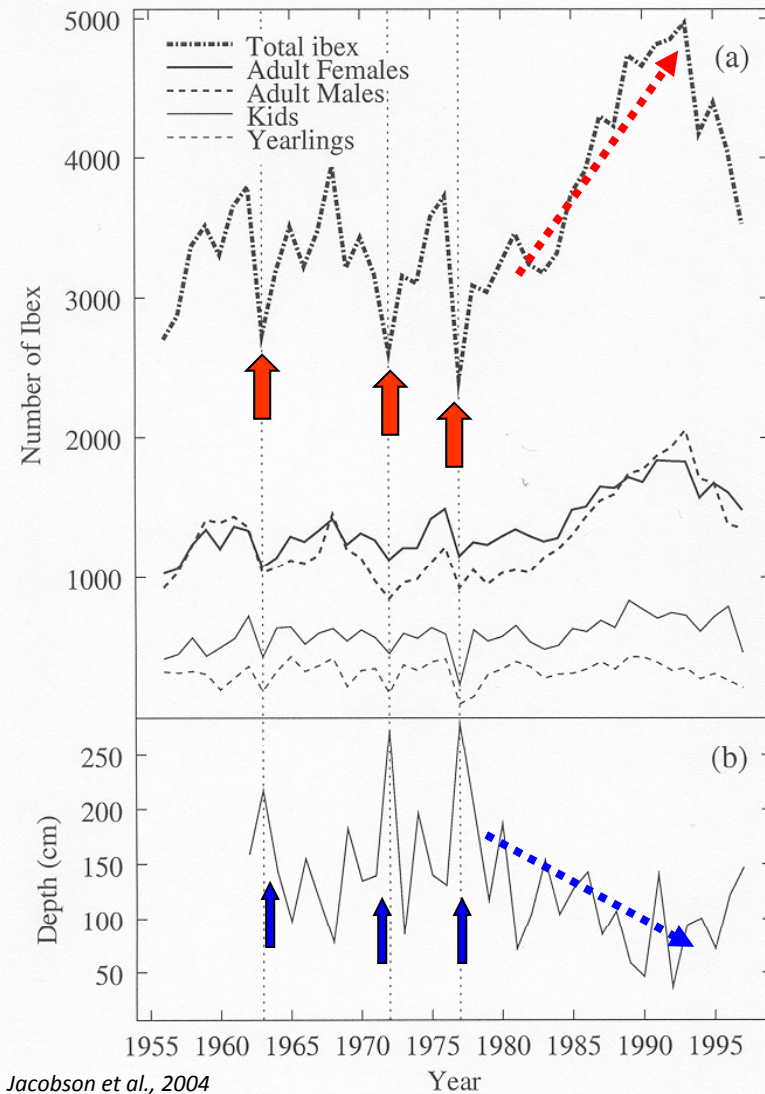 5000
4000
3000
2000
1000
Number of Ibex
Total ibex
Adult Females
Adult Males
Kids
Yearlings
(a)
250
200
150
100
50
Depth (cm)
(b)
1955 1960 1965 1970 1975 1980 1985 1990 1995
Year
Jacobson et al., 2004